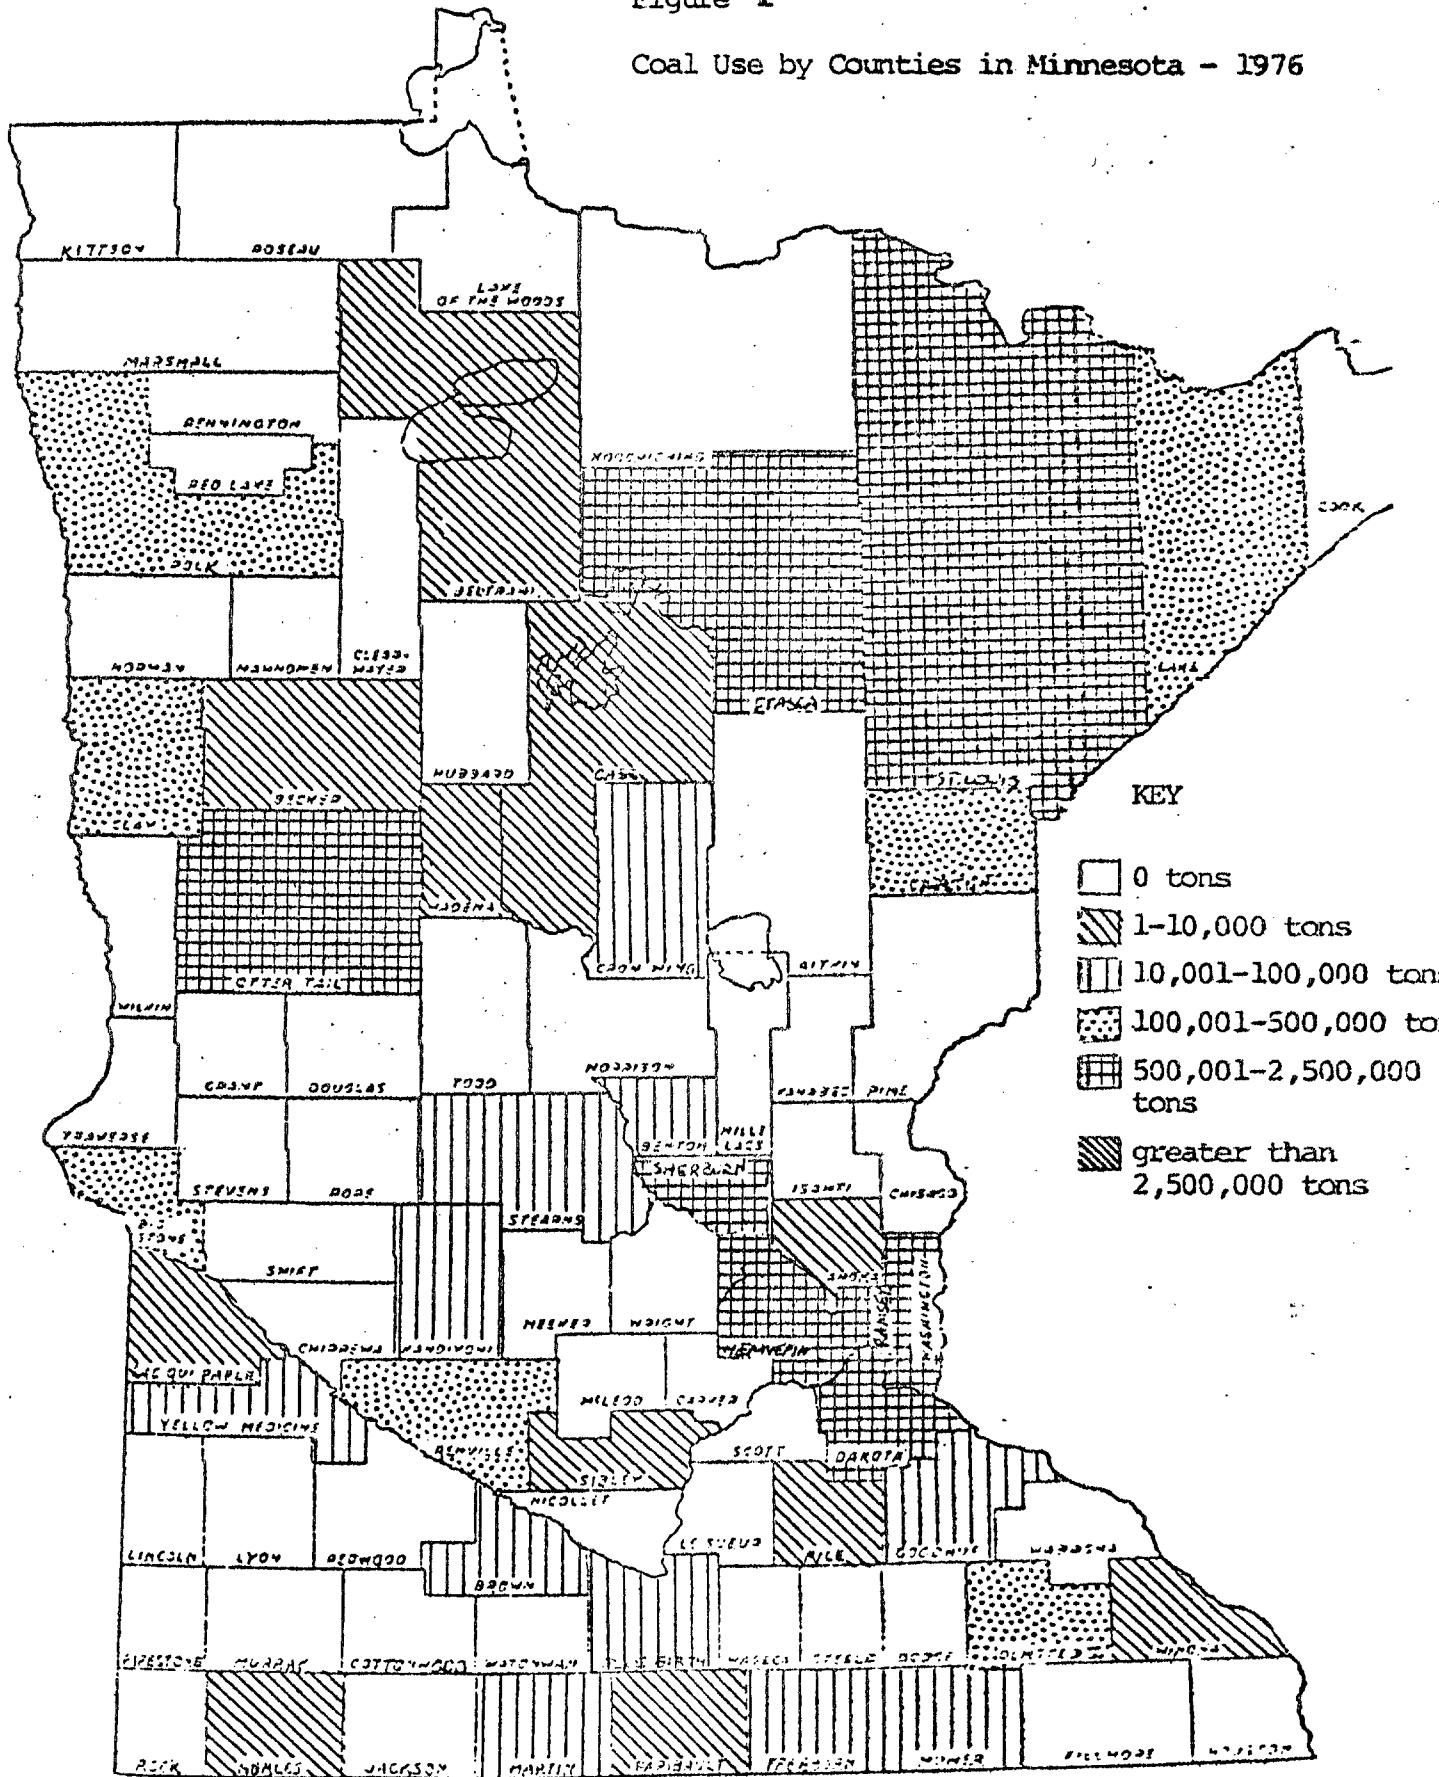 Figure 1
Coal Use by Counties in Minnesota - 1976
KITTSON
ROSEAU
LAKE
OF THE WOODS
MARSHALL
PENNINGTON
KOOCHICHING
RED LAKE
COOK
POLK
BELTRAMI
NORMAN
MAHNOMEN
CLEAR-
WATER
LAKE
ITASCA
HUBBARD
CASS
ST. LOUIS
BECKER
CLAY
KEY
0 tons
1-10,000 tons
10,001-100,000 ton
100,001-500,000 to
500,001-2,500,000
tons
greater than
2,500,000 tons
CARLTON
WADENA
CROW WING
AITKIN
OTTER TAIL
WILKIN
GRANT
DOUGLAS
TODD
MORRISON
KANABEC
PINE
TRAVERSE
BENTON
MILLE
LACS
SHERBURN
STEVENS
POPE
ISANTI
CHISAGO
STEARNS
BIG
STONE
SWIFT
ANOKA
RAMSEY
WASHINGTON
MEEKER
WRIGHT
CHIPPEWA
KANDIYOHI
HENNEPIN
LAC QUI PARLE
MCLEOD
CARVER
YELLOW MEDICINE
RENVILLE
SCOTT
DAKOTA
SIBLEY
NICOLLET
LE SUEUR
RICE
GOODHUE
WABASHA
LINCOLN
LYON
REDWOOD
BROWN
PIPESTONE
MURRAY
COTTONWOOD
WATONWAN
BLUE EARTH
WASECA
STEELE
DODGE
OLMSTED
WINONA
ROCK
NOBLES
JACKSON
MARTIN
FARIBAULT
FREEBORN
MOWER
FILLMORE
HOUSTON